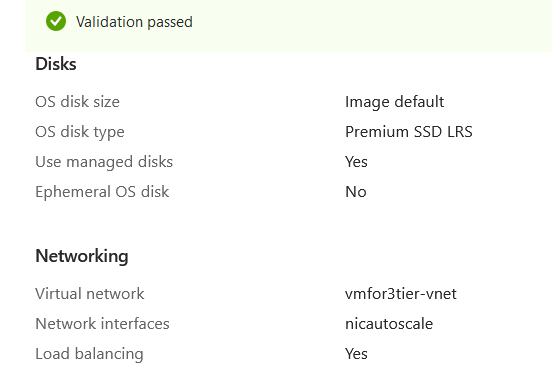 Validation passed
Disks
OS disk size Image default
OS disk type Premium SSD LRS
Use managed disks Yes
Ephemeral OS disk No
Networking
Virtual network vmfor3tier-vnet
Network interfaces nicautoscale
Load balancing Yes